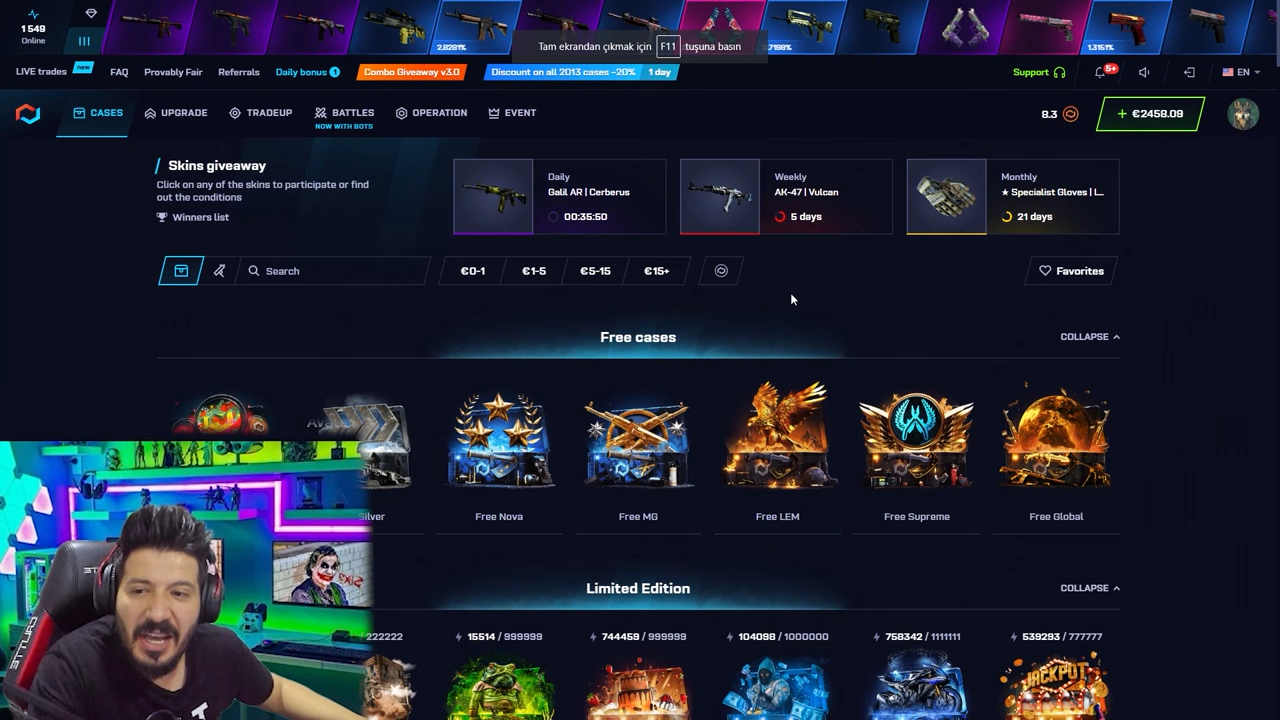 1 549
Online
2.8281%
1.3151%
Tam ekrandan çıkmak için F11 tuşuna basın
LIVE trades new
FAQ
Provably Fair
Referrals
Daily bonus 1
Combo Giveaway v3.0
Discount on all 2013 cases -20% 1 day
Support
5+
EN
CASES
UPGRADE
TRADEUP
BATTLES
NOW WITH BOTS
OPERATION
EVENT
8.3
+ €2458.09
Skins giveaway
Click on any of the skins to participate or find
out the conditions
Winners list
Daily
Galil AR | Cerberus
00:35:50
Weekly
AK-47 | Vulcan
5 days
Monthly
★ Specialist Gloves | L...
21 days
Search
€0-1
€1-5
€5-15
€15+
Favorites
Free cases
COLLAPSE
Free Nova
Free MG
Free LEM
Free Supreme
Free Global
Limited Edition
COLLAPSE
222222
15514 / 999999
744459 / 999999
104098 / 1000000
758342 / 1111111
539293 / 777777
JACKPOT